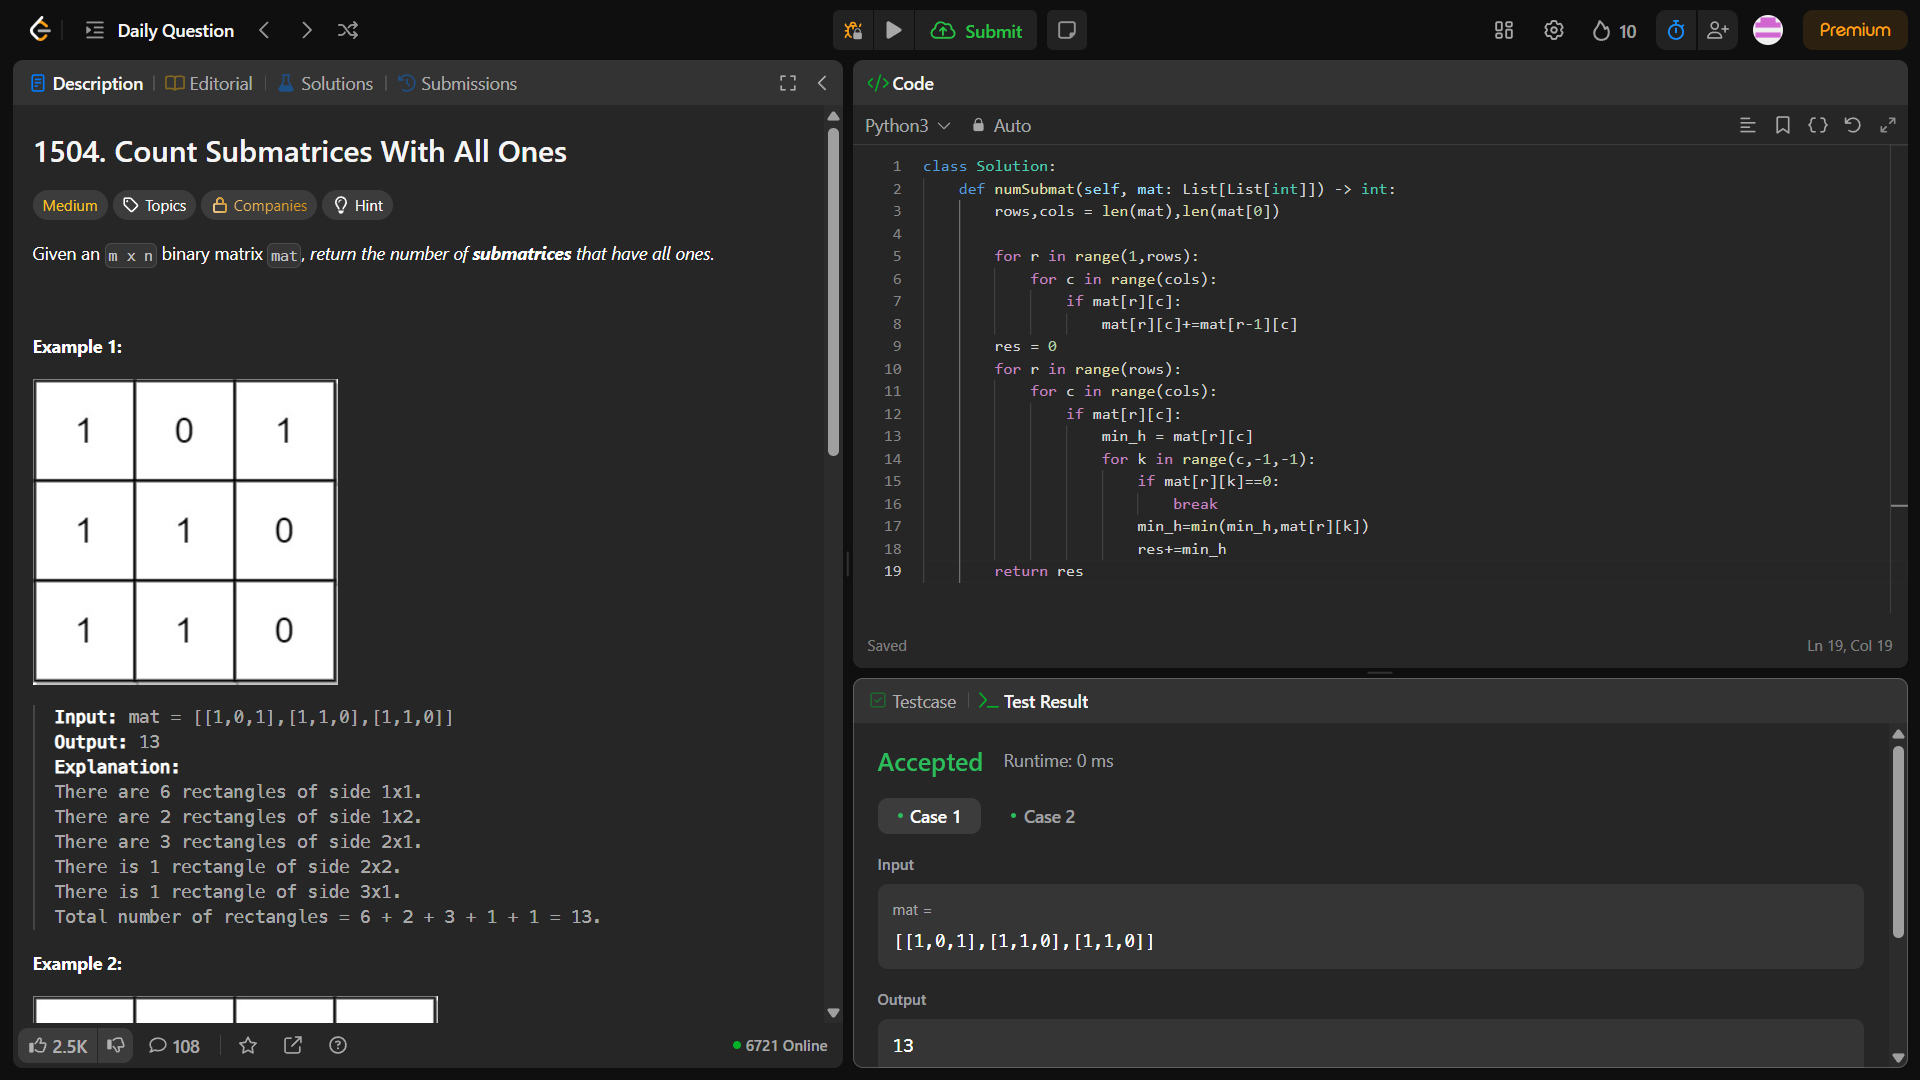 Daily Question
Submit
10
Premium
Description
Editorial
Solutions
Submissions
1504. Count Submatrices With All Ones
Medium
Topics
Companies
Hint
Given an m x n binary matrix mat, return the number of submatrices that have all ones.
Example 1:
1 0 1
1 1 0
1 1 0
Input: mat = [[1,0,1],[1,1,0],[1,1,0]]
Output: 13
Explanation:
There are 6 rectangles of side 1x1.
There are 2 rectangles of side 1x2.
There are 3 rectangles of side 2x1.
There is 1 rectangle of side 2x2.
There is 1 rectangle of side 3x1.
Total number of rectangles = 6 + 2 + 3 + 1 + 1 = 13.
Example 2:
2.5K
108
6721 Online
</> Code
Python3
Auto
1 class Solution:
2     def numSubmat(self, mat: List[List[int]]) -> int:
3         rows,cols = len(mat),len(mat[0])
4
5         for r in range(1,rows):
6             for c in range(cols):
7                 if mat[r][c]:
8                     mat[r][c]+=mat[r-1][c]
9         res = 0
10         for r in range(rows):
11             for c in range(cols):
12                 if mat[r][c]:
13                     min_h = mat[r][c]
14                     for k in range(c,-1,-1):
15                         if mat[r][k]==0:
16                             break
17                         min_h=min(min_h,mat[r][k])
18                         res+=min_h
19         return res
Saved
Ln 19, Col 19
Testcase
Test Result
Accepted
Runtime: 0 ms
Case 1
Case 2
Input
mat =
[[1,0,1],[1,1,0],[1,1,0]]
Output
13